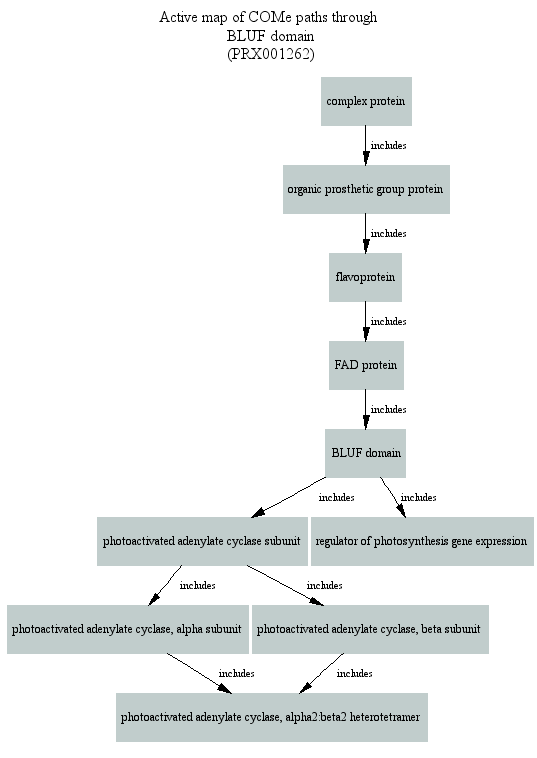 Active map of COMe paths through
BLUF domain
(PRX001262)
complex protein
includes
organic prosthetic group protein
includes
flavoprotein
includes
FAD protein
includes
BLUF domain
includes
includes
photoactivated adenylate cyclase subunit
regulator of photosynthesis gene expression
includes
includes
photoactivated adenylate cyclase, alpha subunit
photoactivated adenylate cyclase, beta subunit
includes
includes
photoactivated adenylate cyclase, alpha2:beta2 heterotetramer